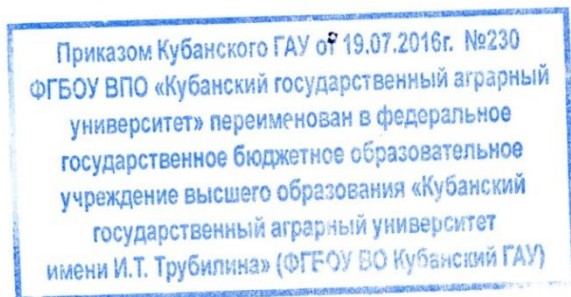 Приказом Кубанского ГАУ от 19.07.2016г. №230
ФГБОУ ВПО «Кубанский государственный аграрный
университет» переименован в федеральное
государственное бюджетное образовательное
учреждение высшего образования «Кубанский
государственный аграрный университет
имени И.Т. Трубилина» (ФГБОУ ВО Кубанский ГАУ)